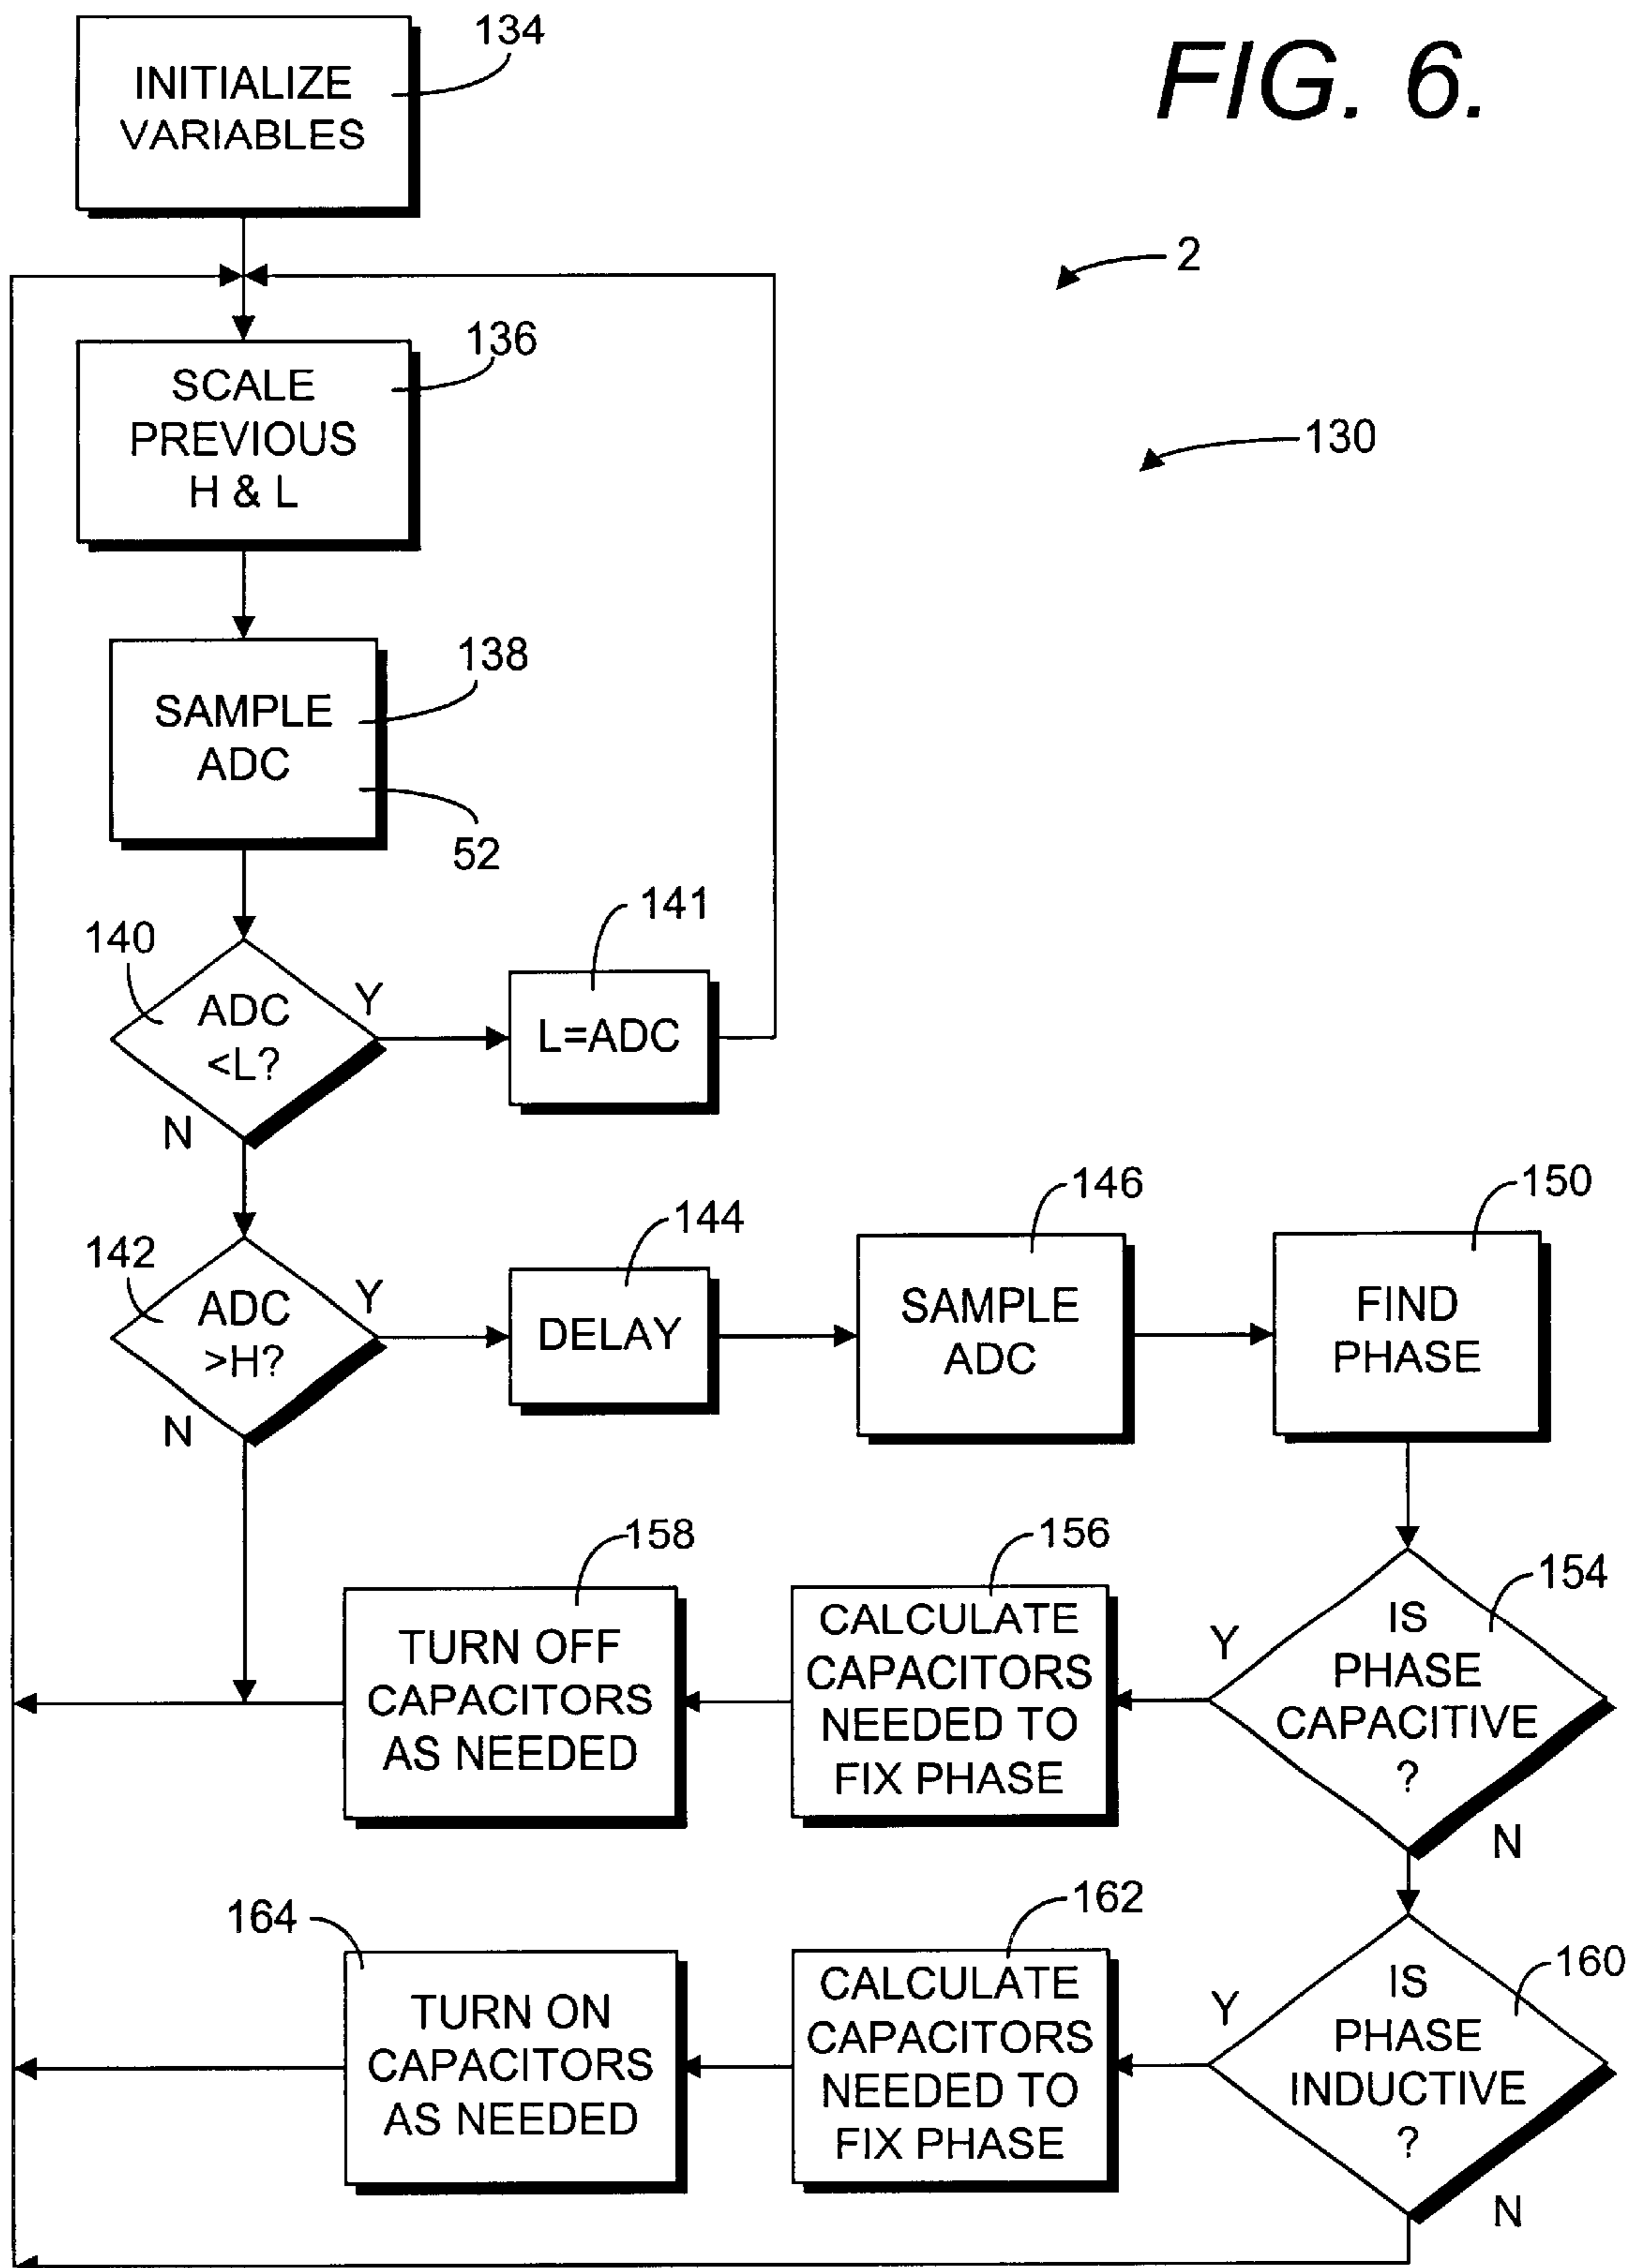 FIG. 6.
134
INITIALIZE
VARIABLES
2
136
SCALE
PREVIOUS
H & L
130
138
SAMPLE
ADC
52
140
ADC
<L?
Y
N
141
L=ADC
142
ADC
>H?
Y
N
144
DELAY
146
SAMPLE
ADC
150
FIND
PHASE
154
IS
PHASE
CAPACITIVE
?
Y
N
156
CALCULATE
CAPACITORS
NEEDED TO
FIX PHASE
158
TURN OFF
CAPACITORS
AS NEEDED
160
IS
PHASE
INDUCTIVE
?
Y
N
162
CALCULATE
CAPACITORS
NEEDED TO
FIX PHASE
164
TURN ON
CAPACITORS
AS NEEDED